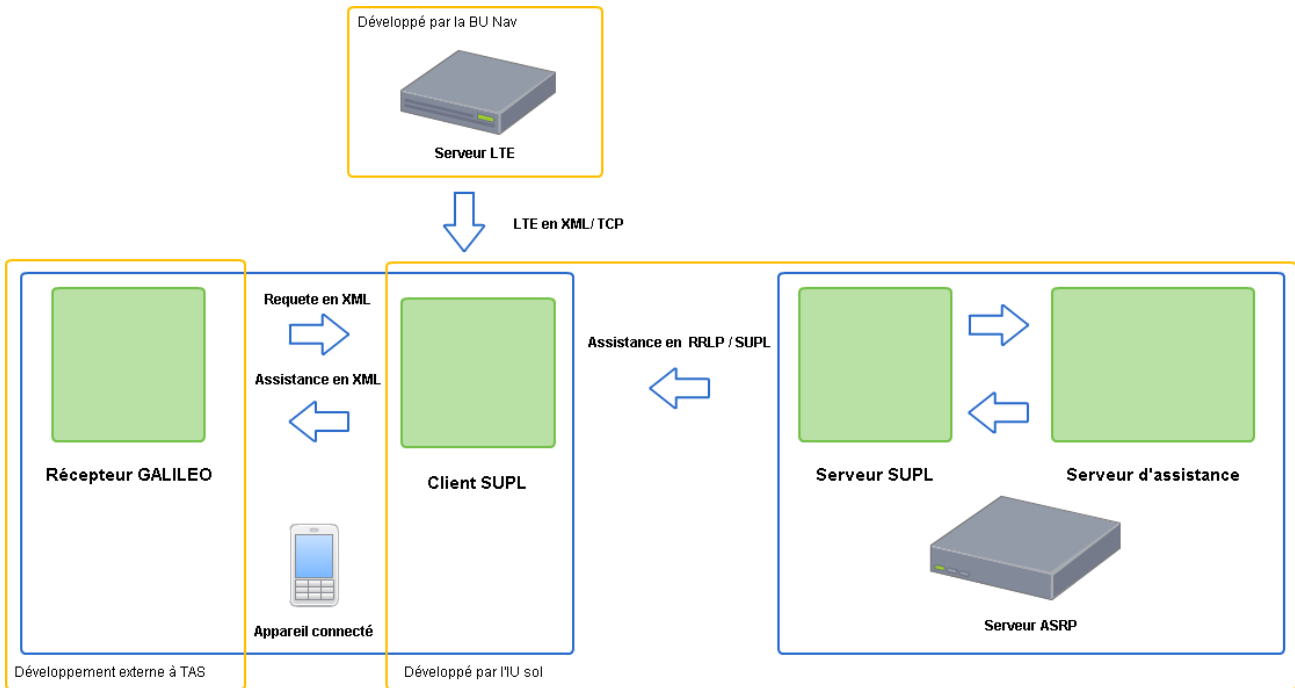 Développé par la BU Nav
Serveur LTE
LTE en XML/ TCP
Requete en XML
Assistance en XML
Assistance en RRLP / SUPL
Récepteur GALILEO
Client SUPL
Serveur SUPL
Serveur d'assistance
Appareil connecté
Serveur ASRP
Développement externe à TAS
Développé par l'IU sol